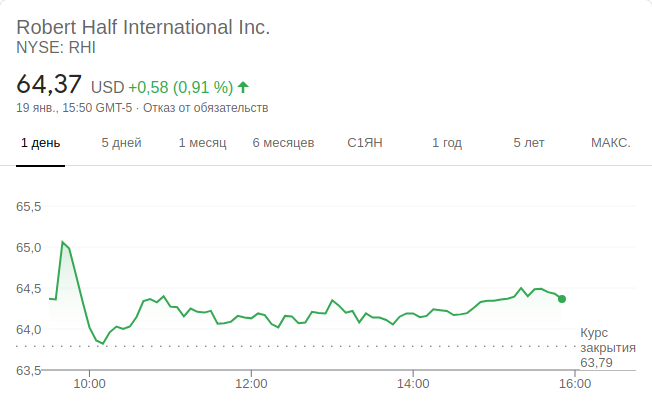 Robert Half International Inc.
NYSE: RHI
64,37 USD +0,58 (0,91 %)
19 янв., 15:50 GMT-5 · Отказ от обязательств
1 день 5 дней 1 месяц 6 месяцев С1ЯН 1 год 5 лет МАКС.
65,5
65,0
64,5
64,0
Курс
закрытия
63,79
63,5
10:00 12:00 14:00 16:00